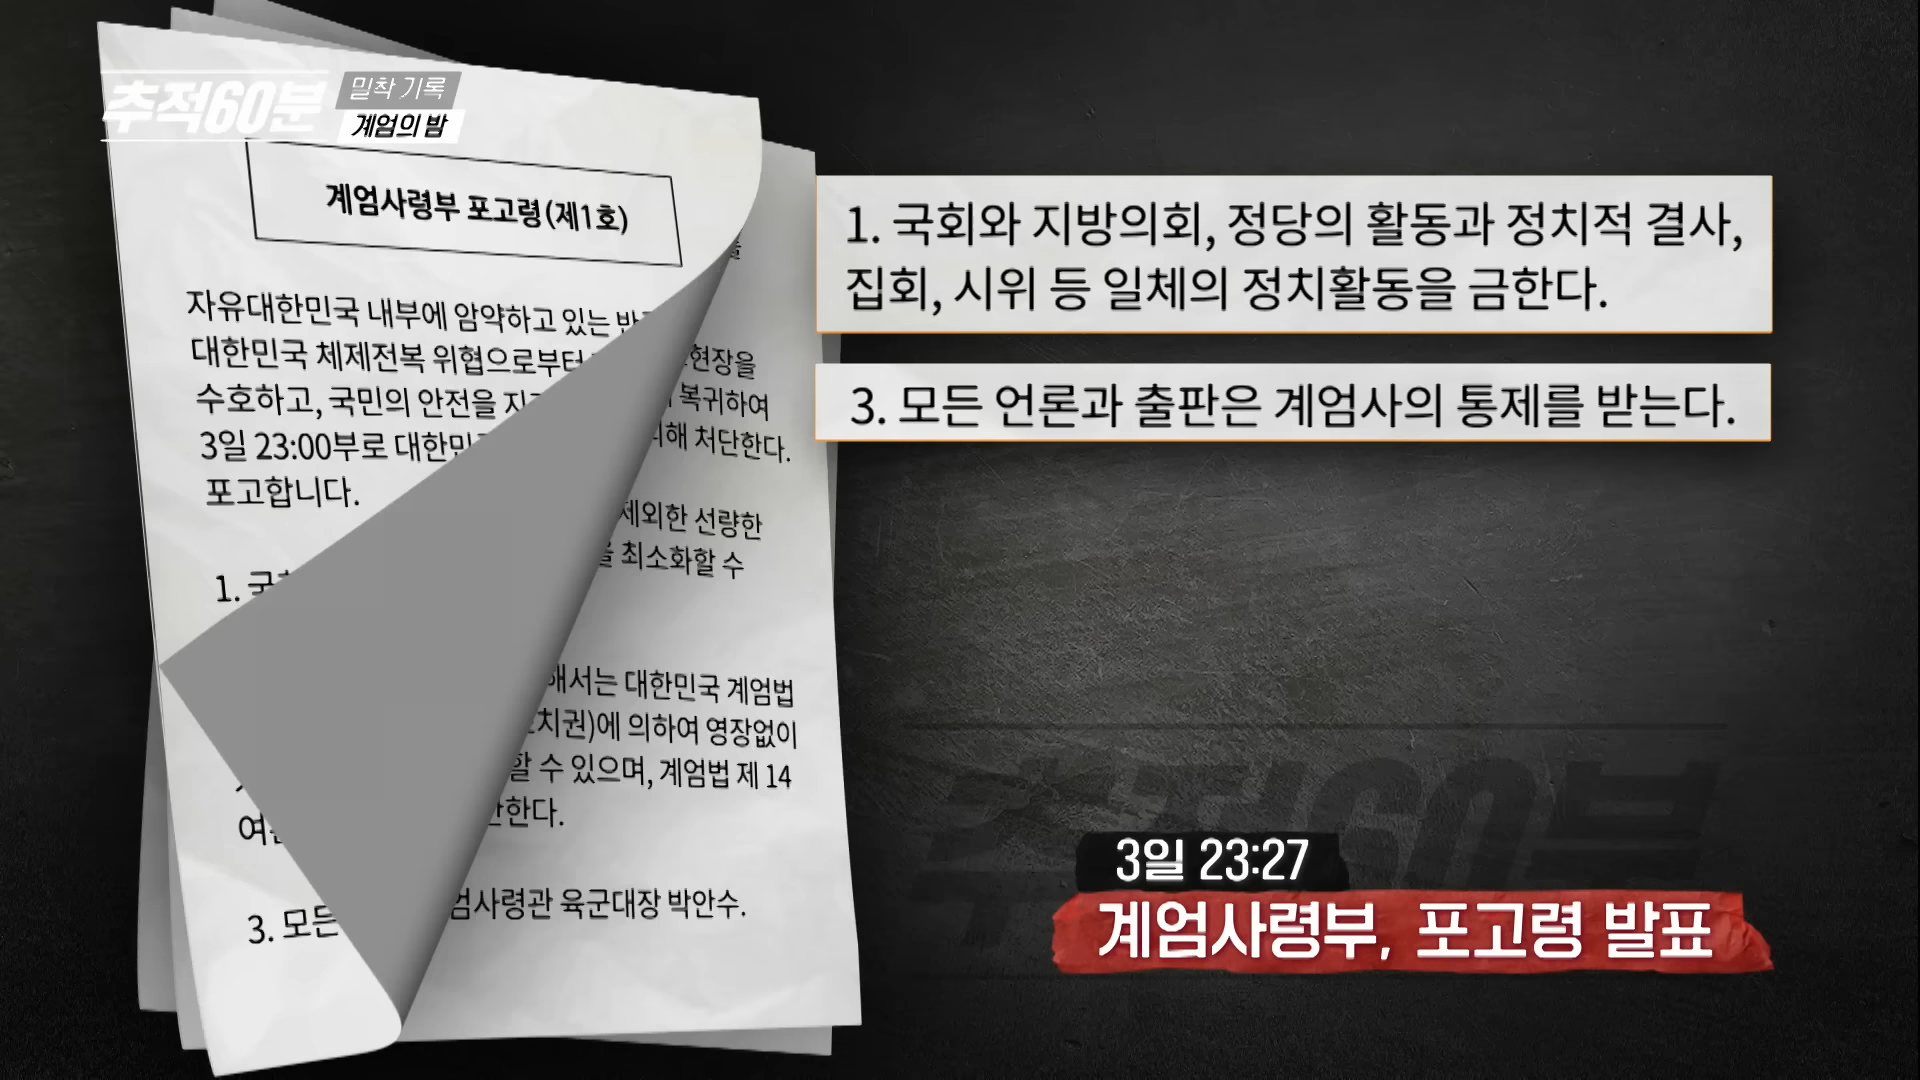 추적60분
밀착 기록
계엄의 밤
계엄사령부 포고령(제1호)
자유대한민국 내부에 암약하고 있는
대한민국 체제전복 위협으로부터
수호하고, 국민의 안전을
3일 23:00부로
포고합니다.
1.
여
3. 모든
현장을
복귀하여
처단한다.
제외한 선량한
최소화할 수
해서는 대한민국 계엄법
치권)에 의하여 영장없이
할 수 있으며, 계엄법 제 14
한다.
엄사령관 육군대장 박안수.
1. 국회와 지방의회, 정당의 활동과 정치적 결사,
집회, 시위 등 일체의 정치활동을 금한다.
3. 모든 언론과 출판은 계엄사의 통제를 받는다.
추적60분
3일 23:27
계엄사령부, 포고령 발표